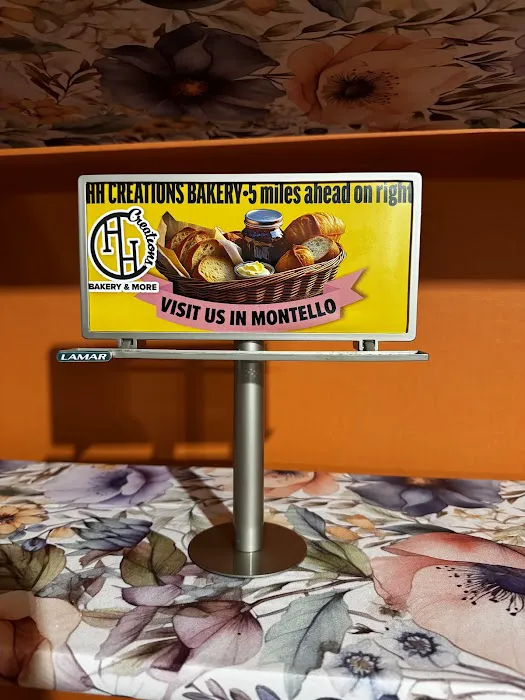 HH CREATIONS BAKERY-5 miles ahead on right
HH
Creations
BAKERY & MORE
VISIT US IN MONTELLO
LAMAR